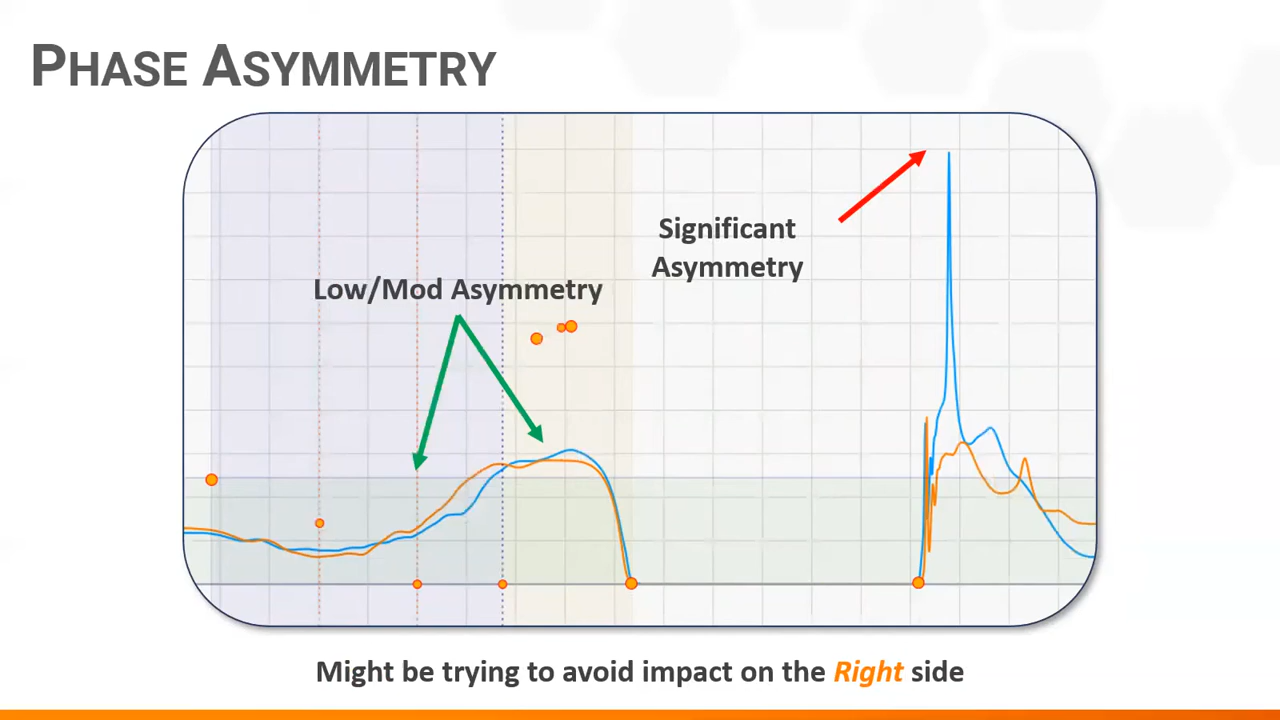 PHASE ASYMMETRY
Significant
Asymmetry
Low/Mod Asymmetry
Might be trying to avoid impact on the Right side